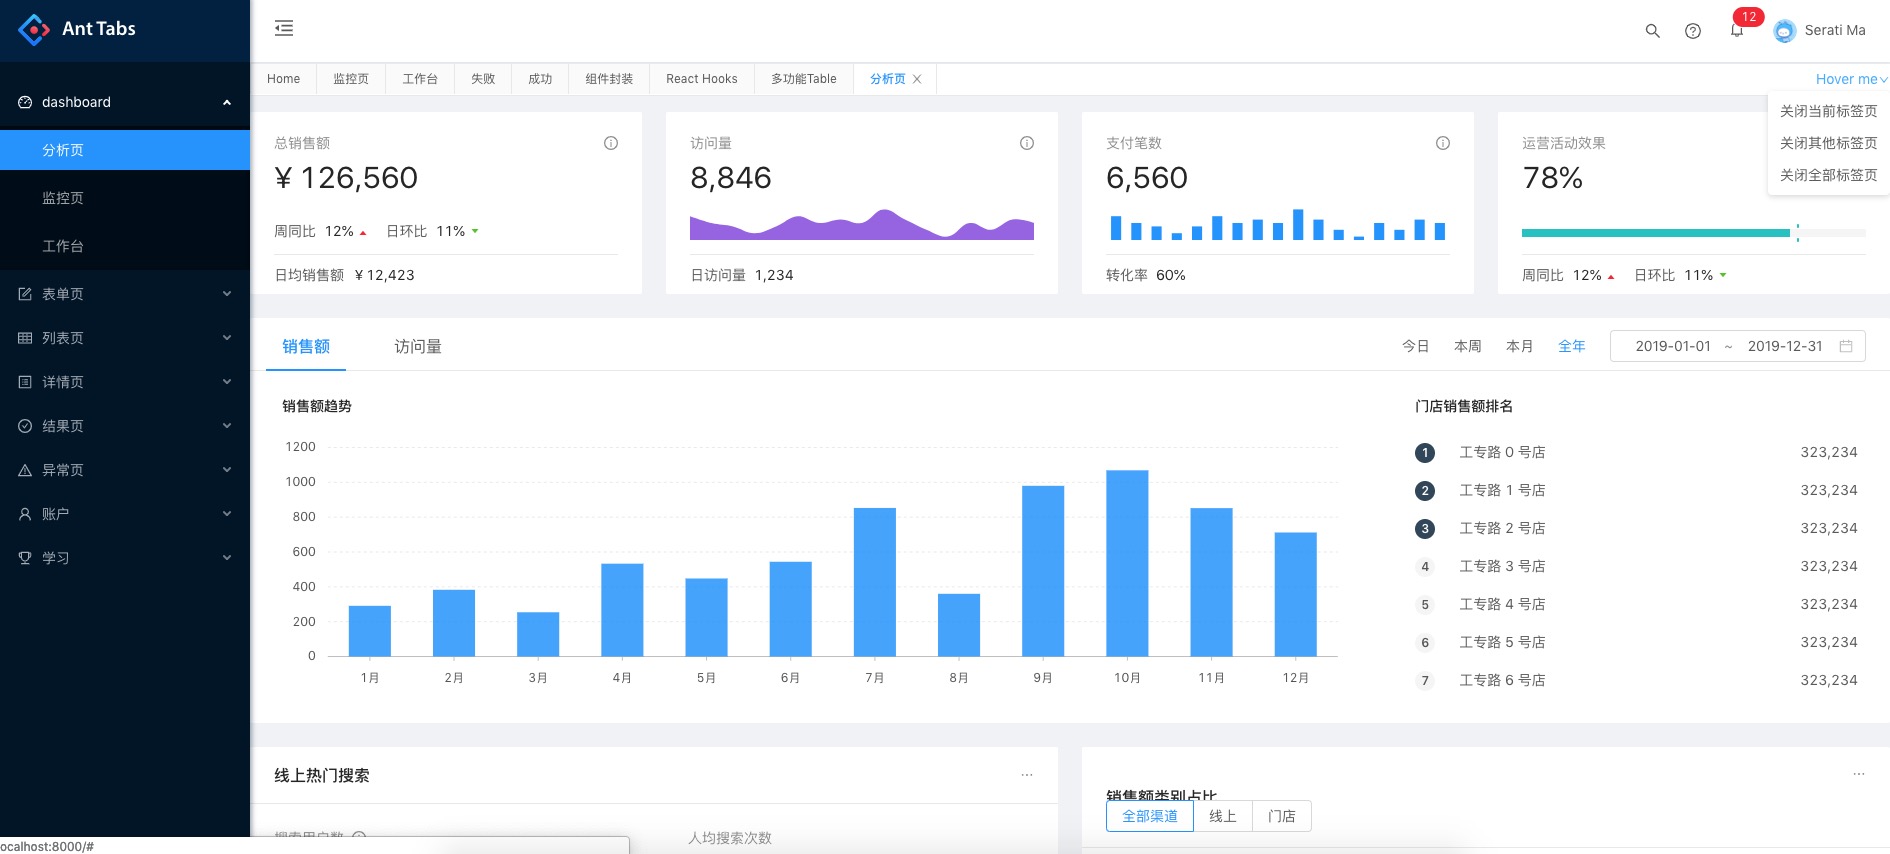 Ant Tabs
12
Serati Ma
Home 监控页 工作台 失败 成功 组件封装 React Hooks 多功能Table 分析页
Hover me
关闭当前标签页
关闭其他标签页
关闭全部标签页
dashboard
分析页
监控页
工作台
表单页
列表页
详情页
结果页
异常页
账户
学习
总销售额
¥ 126,560
周同比 12% 日环比 11%
日均销售额 ¥ 12,423
访问量
8,846
日访问量 1,234
支付笔数
6,560
转化率 60%
运营活动效果
78%
周同比 12% 日环比 11%
销售额 访问量
今日 本周 本月 全年 2019-01-01 ~ 2019-12-31
销售额趋势
1200
1000
800
600
400
200
0
1月 2月 3月 4月 5月 6月 7月 8月 9月 10月 11月 12月
门店销售额排名
1 工专路 0 号店 323,234
2 工专路 1 号店 323,234
3 工专路 2 号店 323,234
4 工专路 3 号店 323,234
5 工专路 4 号店 323,234
6 工专路 5 号店 323,234
7 工专路 6 号店 323,234
线上热门搜索
搜索用户数
人均搜索次数
销售额类别占比
全部渠道 线上 门店
ocalhost:8000/#